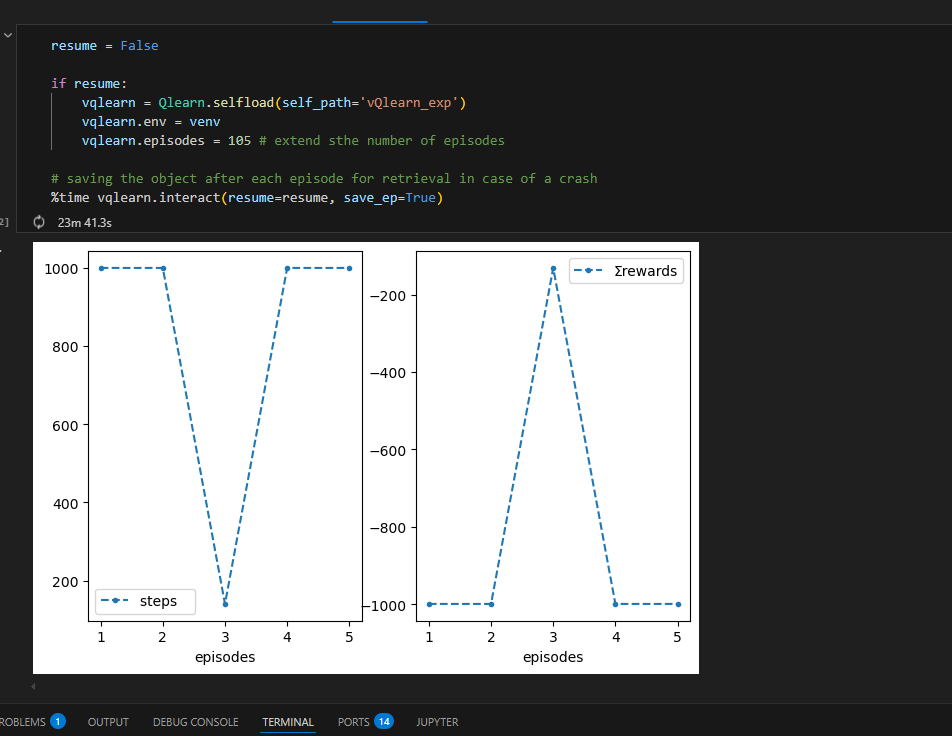 resume = False
if resume:
vqlearn = Qlearn.selfload(self_path='vQlearn_exp')
vqlearn.env = venv
vqlearn.episodes = 105 # extend sthe number of episodes
# saving the object after each episode for retrieval in case of a crash
%time vqlearn.interact(resume=resume, save_ep=True)
2]
23m 41.3s
1000
800
600
400
200
steps
1 2 3 4 5
episodes
Σrewards
−200
−400
−600
−800
−1000
1 2 3 4 5
episodes
ROBLEMS 1 OUTPUT DEBUG CONSOLE TERMINAL PORTS 14 JUPYTER